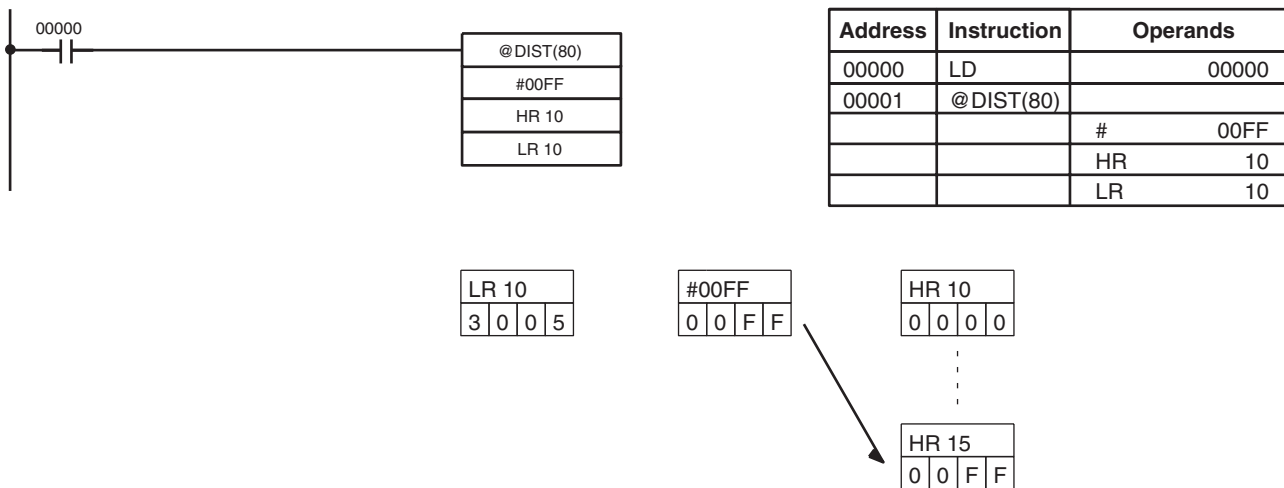 00000
@DIST(80)
#00FF
HR 10
LR 10
Address Instruction Operands
00000 LD 00000
00001 @DIST(80)
# 00FF
HR 10
LR 10
LR 10
3 0 0 5
#00FF
0 0 F F
HR 10
0 0 0 0
HR 15
0 0 F F